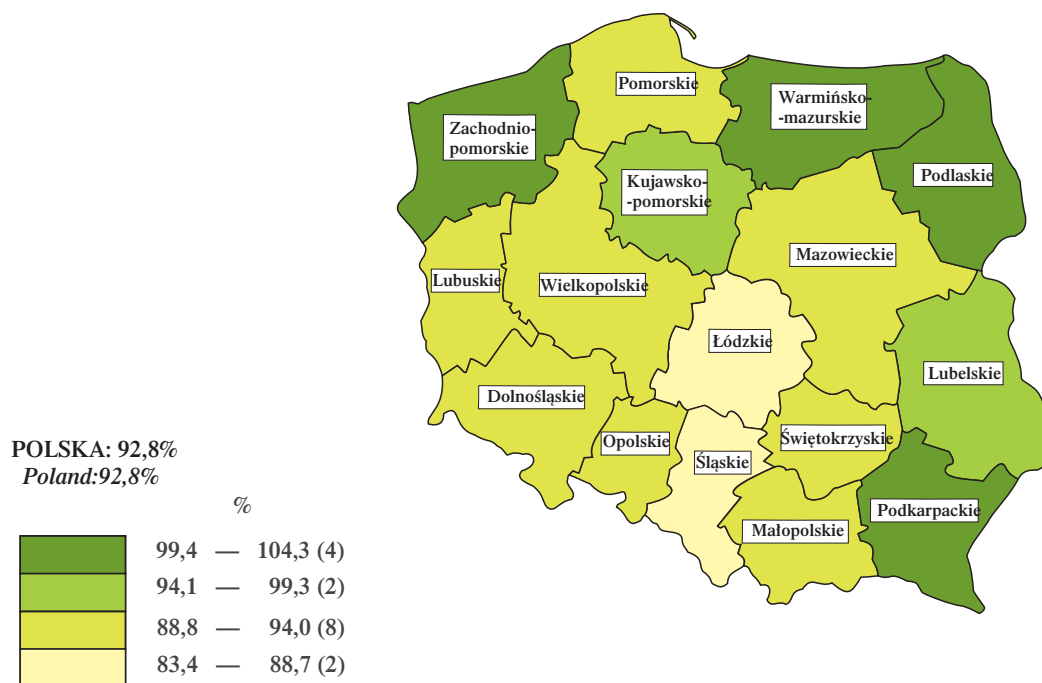 Pomorskie
Warmińsko-
-mazurskie
Zachodnio-
pomorskie
Podlaskie
Kujawsko-
-pomorskie
Mazowieckie
Lubuskie
Wielkopolskie
Łódzkie
Lubelskie
Dolnośląskie
Opolskie
Świętokrzyskie
Śląskie
Podkarpackie
Małopolskie
POLSKA: 92,8%
Poland:92,8%
%
99,4 — 104,3 (4)
94,1 — 99,3 (2)
88,8 — 94,0 (8)
83,4 — 88,7 (2)